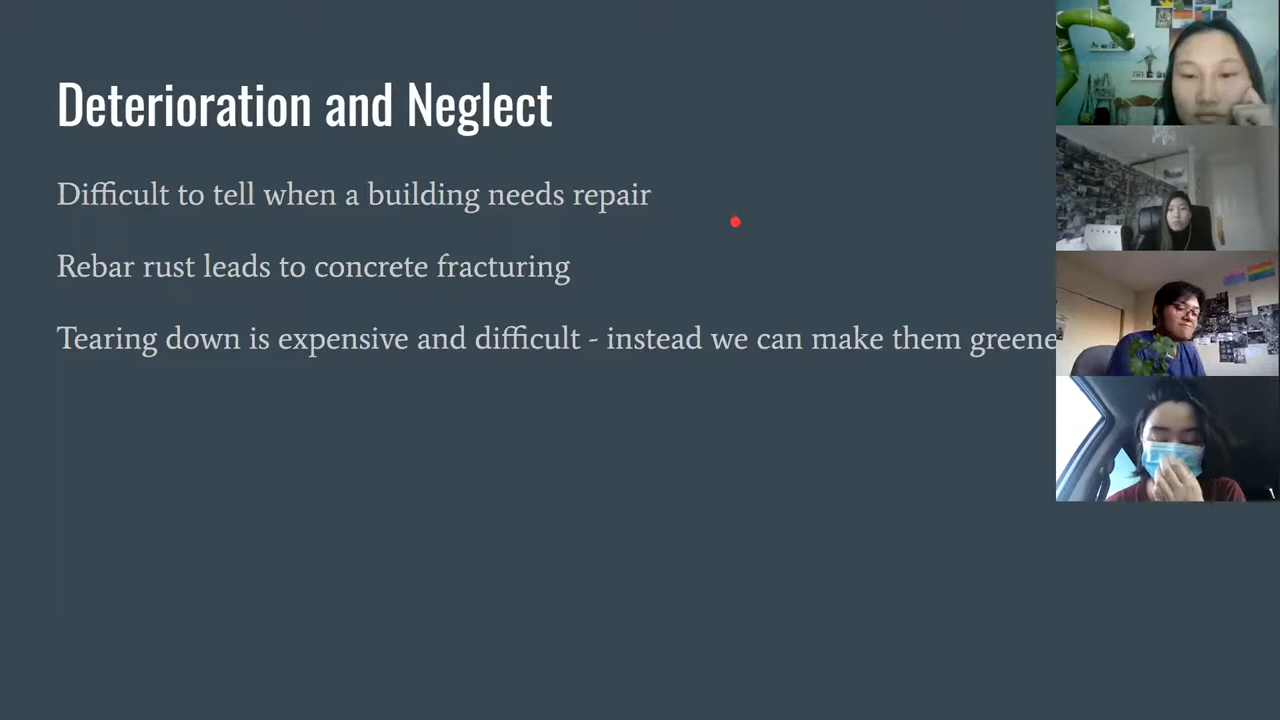 Deterioration and Neglect
Difficult to tell when a building needs repair
Rebar rust leads to concrete fracturing
Tearing down is expensive and difficult - instead we can make them greene